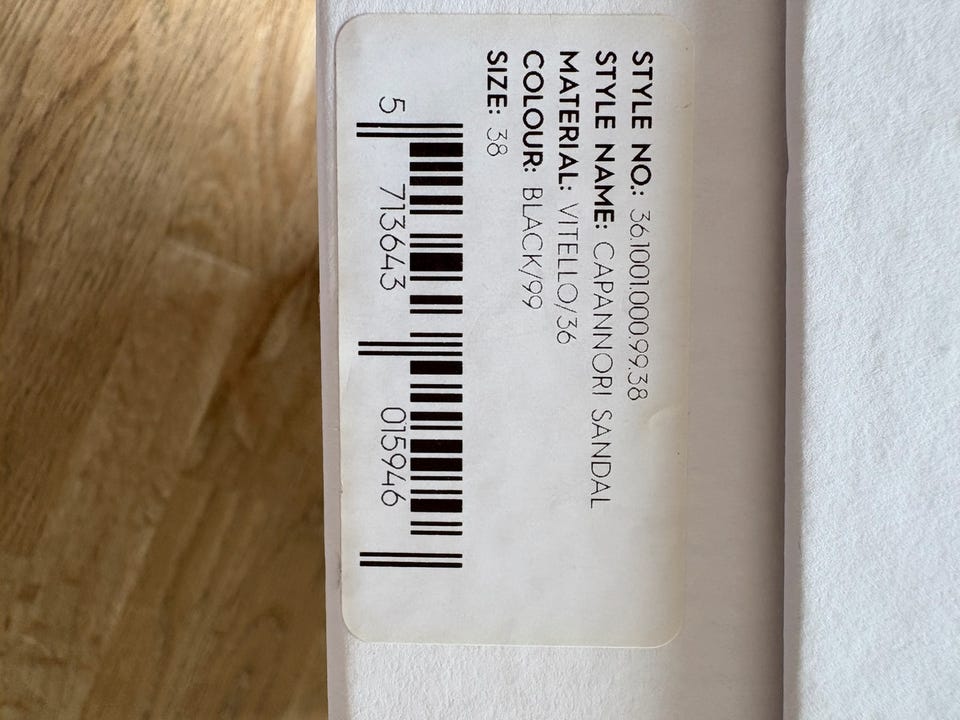 STYLE NO.: 36.1001.000.99.38
STYLE NAME: CAPANNORI SANDAL
MATERIAL: VITELLO/36
COLOUR: BLACK/99
SIZE: 38
5 713643 015946